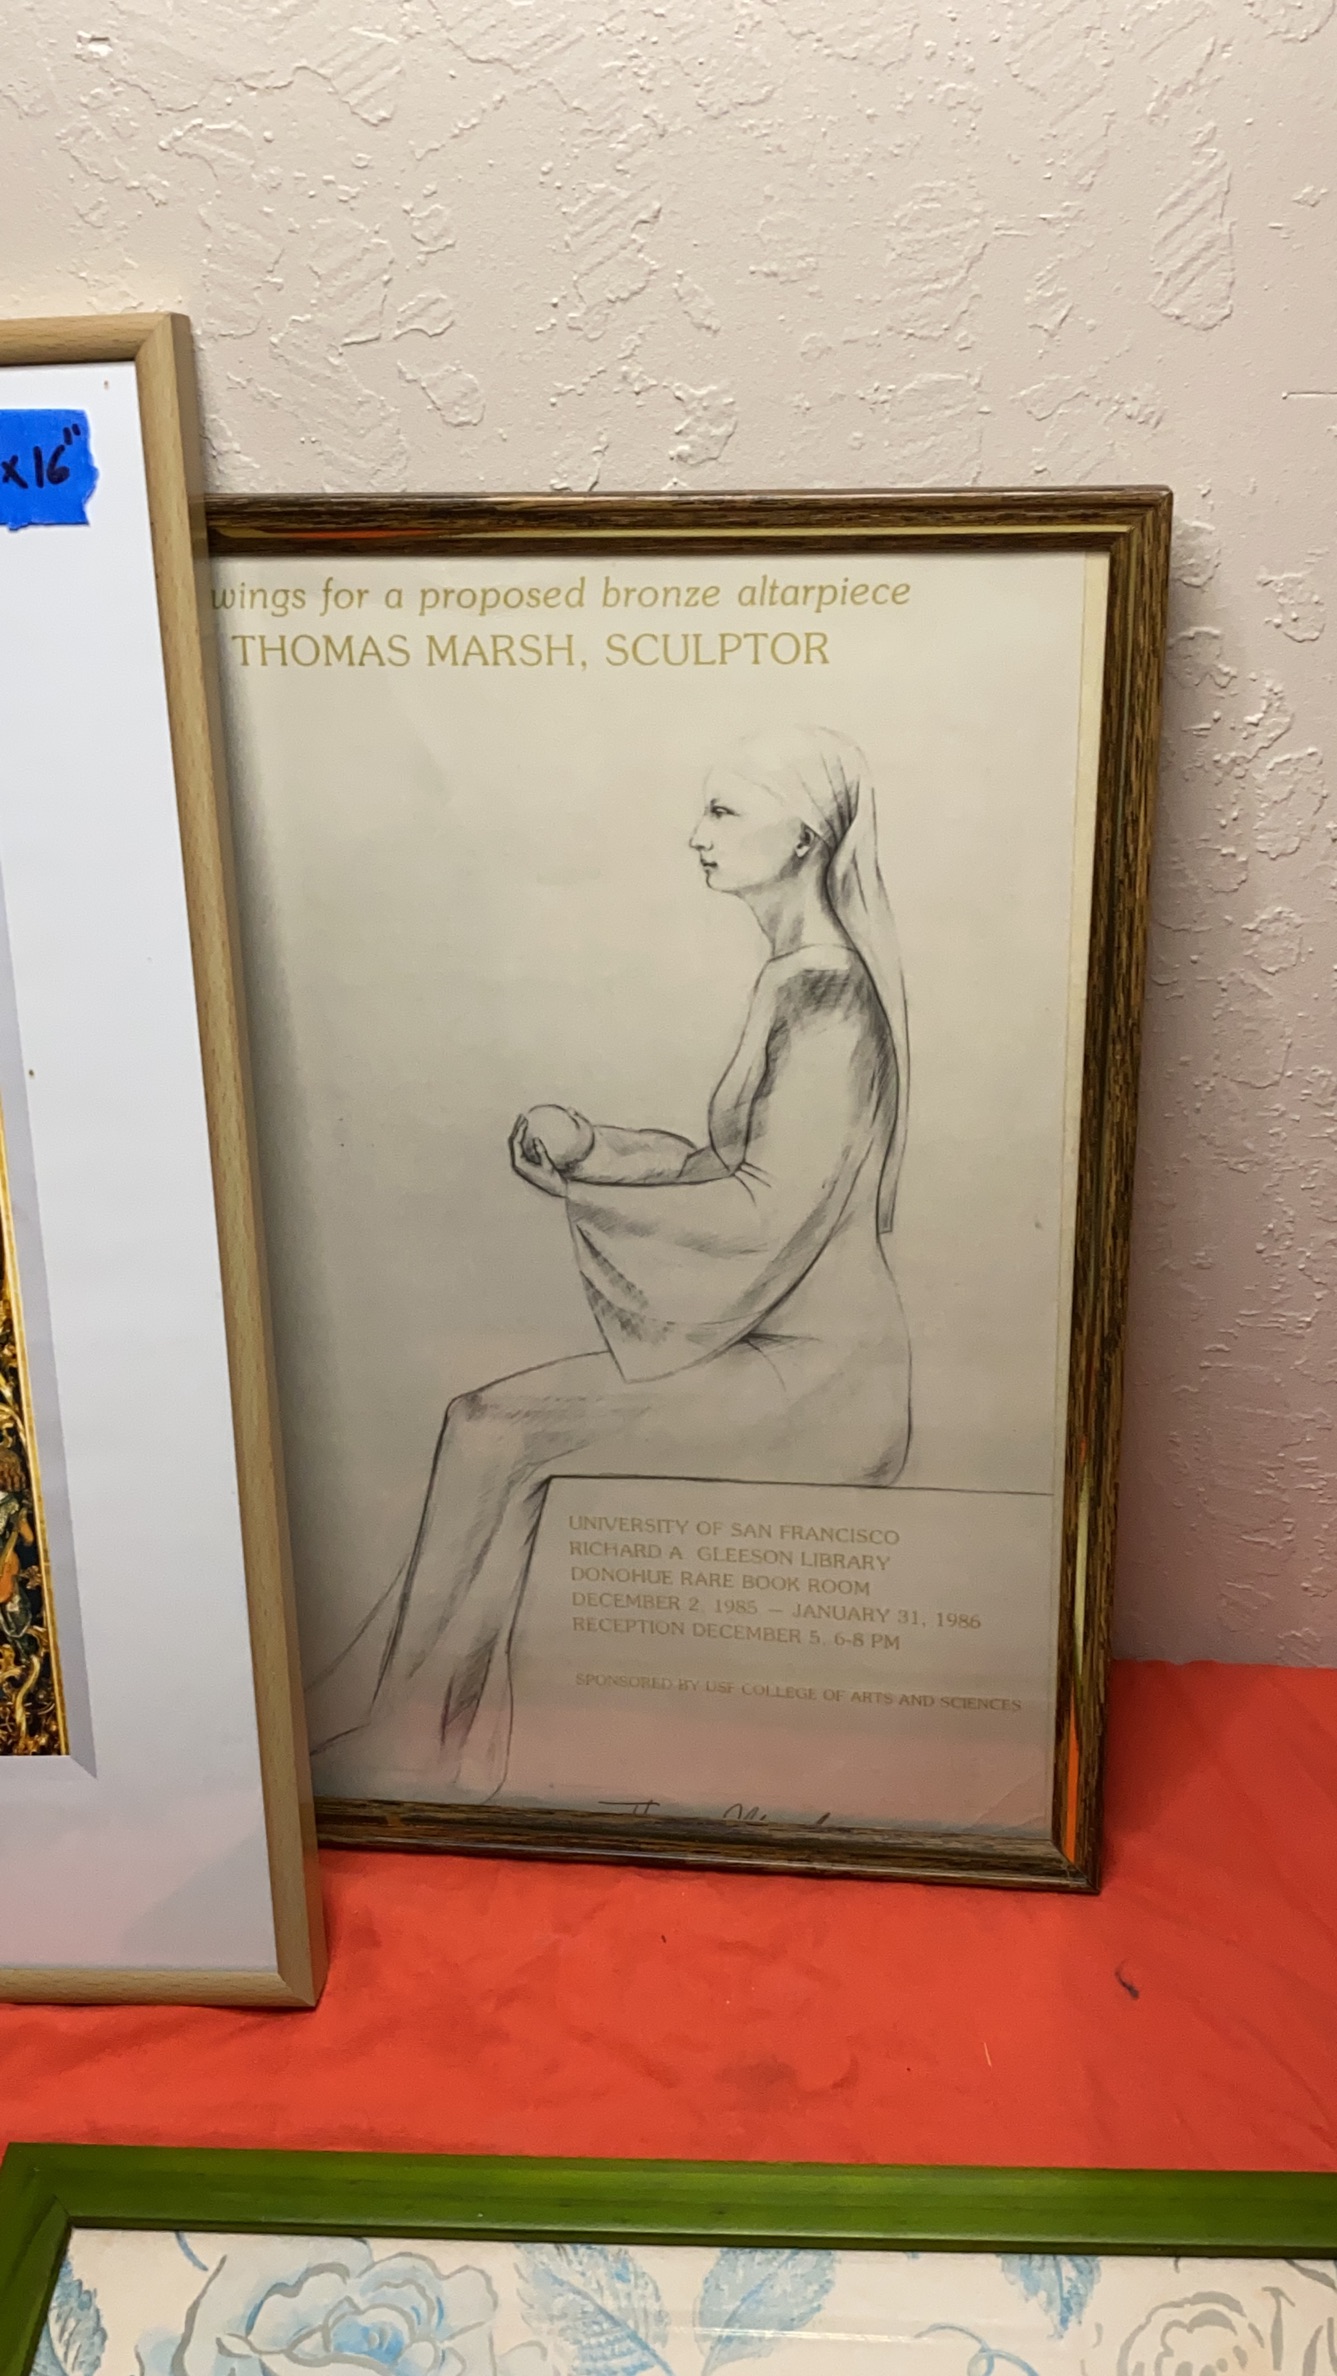 x16"
wings for a proposed bronze altarpiece
THOMAS MARSH, SCULPTOR
UNIVERSITY OF SAN FRANCISCO
RICHARD A. GLEESON LIBRARY
DONOHUE RARE BOOK ROOM
DECEMBER 2, 1985 — JANUARY 31, 1986
RECEPTION DECEMBER 5, 6-8 PM
SPONSORED BY USF COLLEGE OF ARTS AND SCIENCES